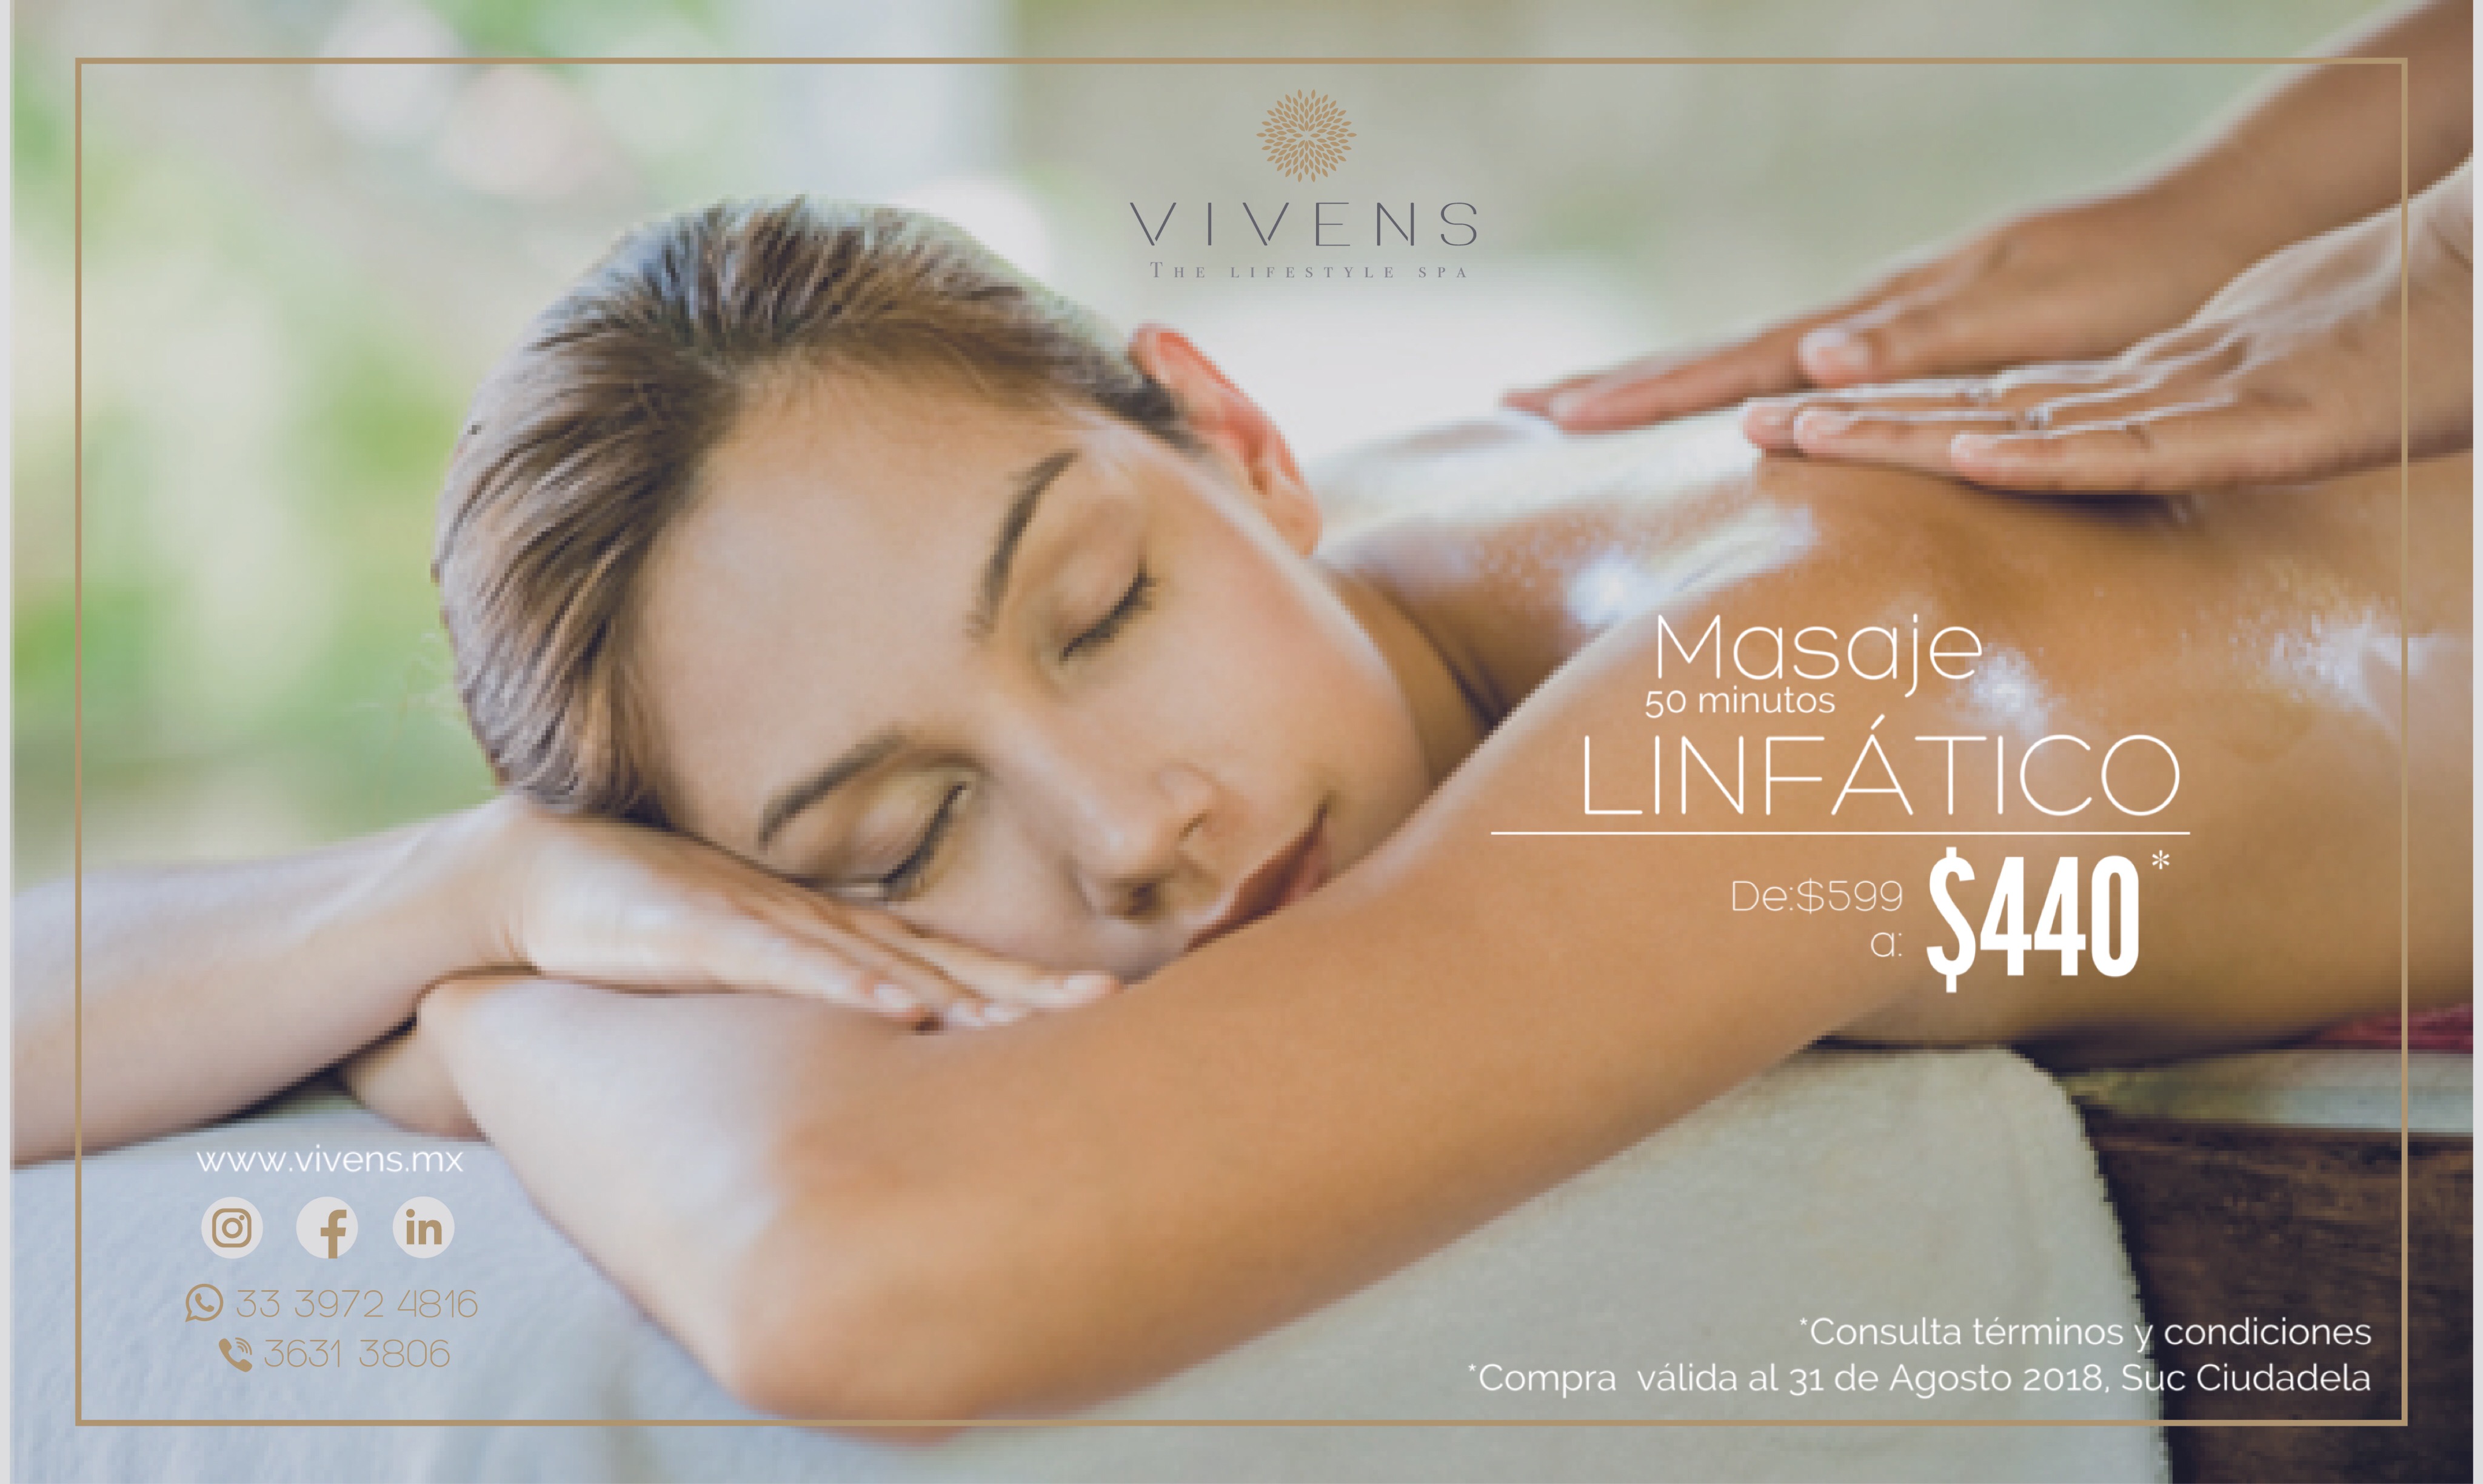 VIVENS
THE LIFESTYLE SPA
Masaje
50 minutos
LINFÁTICO
De:$599
a: $440*
www.vivens.mx
33 3972 4816
3631 3806
*Consulta términos y condiciones
*Compra válida al 31 de Agosto 2018, Suc Ciudadela